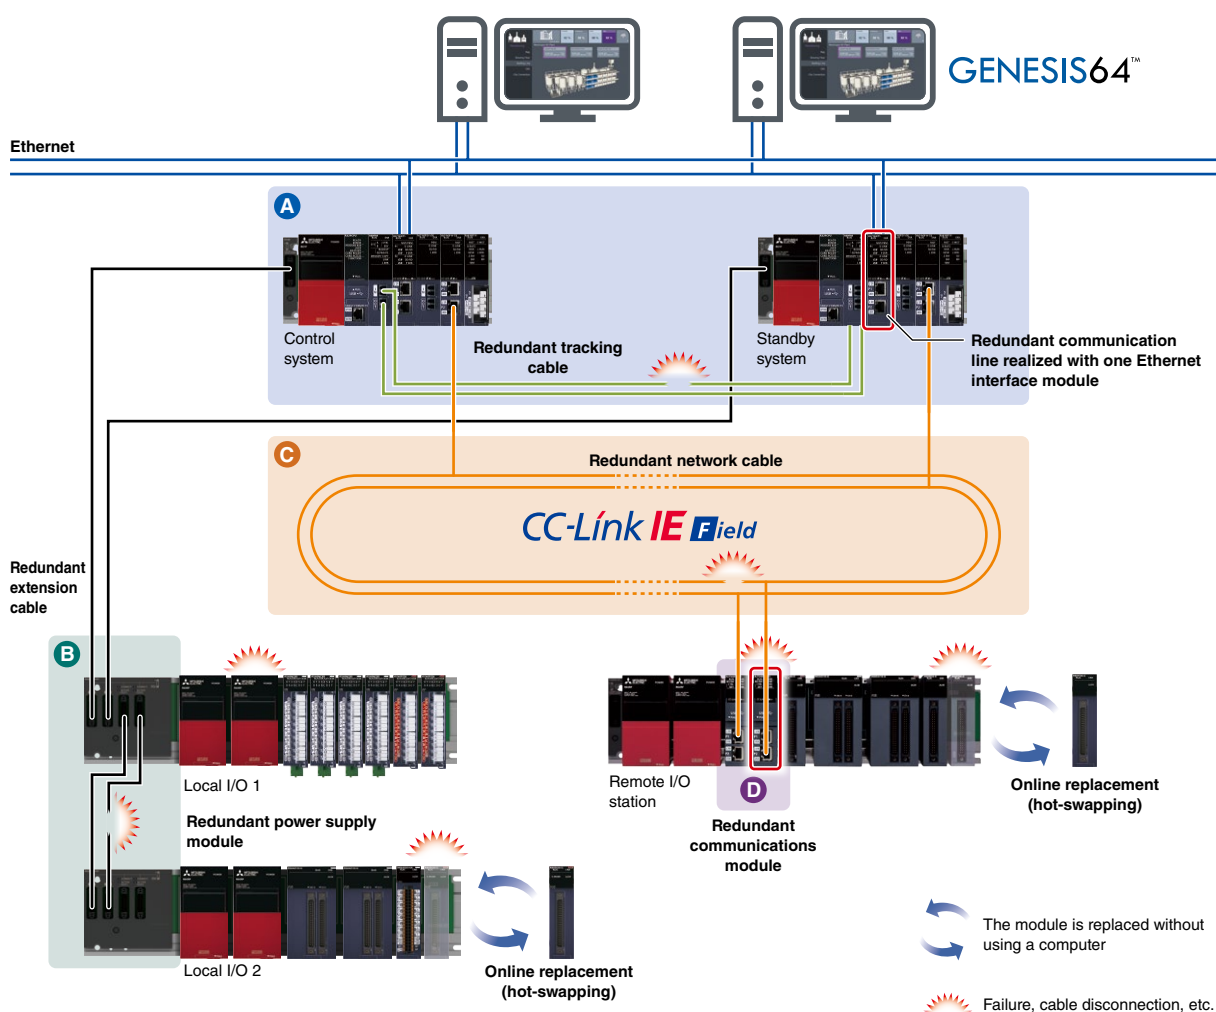 GENESIS64™
Ethernet
A
Control
system
Redundant tracking
cable
Standby
system
Redundant communication
line realized with one Ethernet
interface module
C
Redundant network cable
CC-Link IE Field
Redundant
extension
cable
B
Local I/O 1
Redundant power supply
module
Local I/O 2
Online replacement
(hot-swapping)
Remote I/O
station
D
Redundant
communications
module
Online replacement
(hot-swapping)
The module is replaced without
using a computer
Failure, cable disconnection, etc.